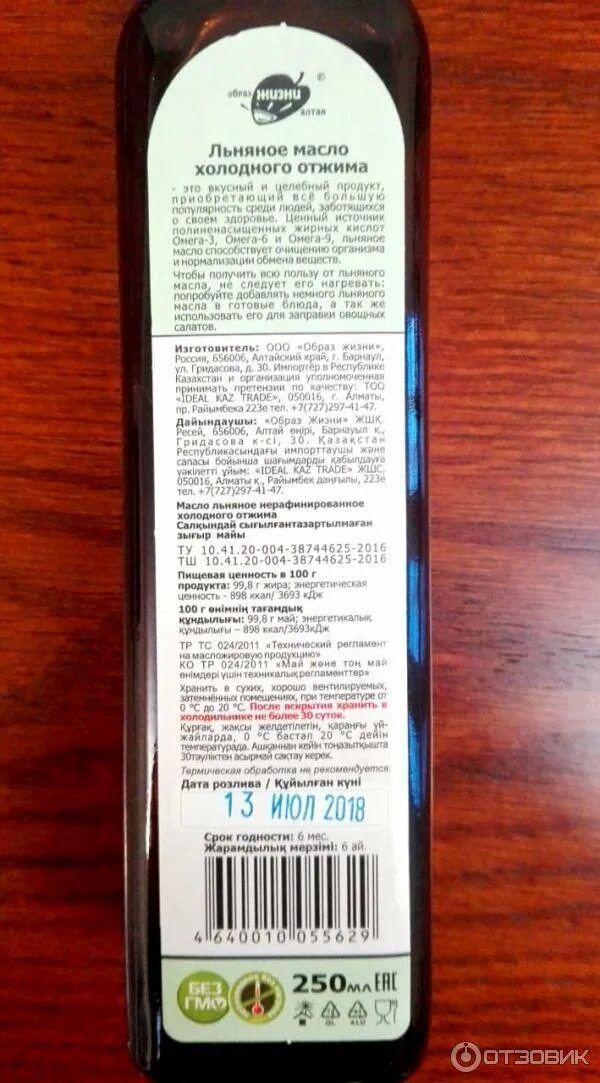 образ жизни ®
алтая
Льняное масло
холодного отжима
- это вкусный и целебный продукт,
приобретающий всё большую
популярность среди людей, заботящихся
о своем здоровье. Ценный источник
полиненасыщенных жирных кислот
Омега-3, Омега-6 и Омега-9, льняное
масло способствует очищению организма
и нормализации обмена веществ.
Чтобы получить всю пользу от льняного
масла, не следует его нагревать:
попробуйте добавлять немного льняного
масла в готовые блюда, а так же
использовать его для заправки овощных
салатов.
Изготовитель: ООО «Образ жизни»,
Россия, 656006, Алтайский край, г. Барнаул,
ул. Гридасова, д. 30. Импортёр в Республике
Казахстан и организация уполномоченная
принимать претензии по качеству: ТОО
«IDEAL KAZ TRADE», 050016, г. Алматы,
пр. Райымбека 223е тел. +7(727)297-41-47.
Дайындаушы: «Образ Жизни» ЖШҚ.
Ресей, 656006, Алтай өңірі, Барнаул қ.,
Гридасова к-сі, 30. Қазақстан
Республикасындағы импорттаушы және
сапасы бойынша шағымдарды қабылдауға
уәкілетті ұйым: «IDEAL KAZ TRADE» ЖШС,
050016, Алматы қ., Райымбек даңғылы, 223е
тел. +7(727)297-41-47.
Масло льняное нерафинированное
холодного отжима
Салқындай сығылғантазартылмаған
зығыр майы
ТУ 10.41.20-004-38744625-2016
ТШ 10.41.20-004-38744625-2016
Пищевая ценность в 100 г
продукта: 99,8 г жира; энергетическая
ценность - 898 ккал/ 3693 кДж
100 г өнімнің тағамдық
құндылығы: 99,8 г май; энергетикалық
құндылығы – 898 ккал/3693кДж
ТР ТС 024/2011 «Технический регламент
на масложировую продукцию»
КО ТР 024/2011 «Май және тоң май
өнімдері үшін техникалық регламенттер»
Хранить в сухих, хорошо вентилируемых,
затемнённых помещениях, при температуре от
0 °С до 20 °С. После вскрытия хранить в
холодильнике не более 30 суток.
Құрғақ, жақсы желдетілетін, қараңғы үй-
жайларда, 0 °С бастап 20 °С дейін
температурада. Ашқаннан кейін тоңазытқышта
30тәуліктен асырмай сақтау керек.
Термическая обработка не рекомендуется.
Дата розлива / Құйылған күні
13 ИЮЛ 2018
Срок годности: 6 мес.
Жарамдылық мерзімі: 6 ай.
4 640010 055629
БЕЗ
ГМО
250мл EAC
GL ALU
ОТЗОВИК